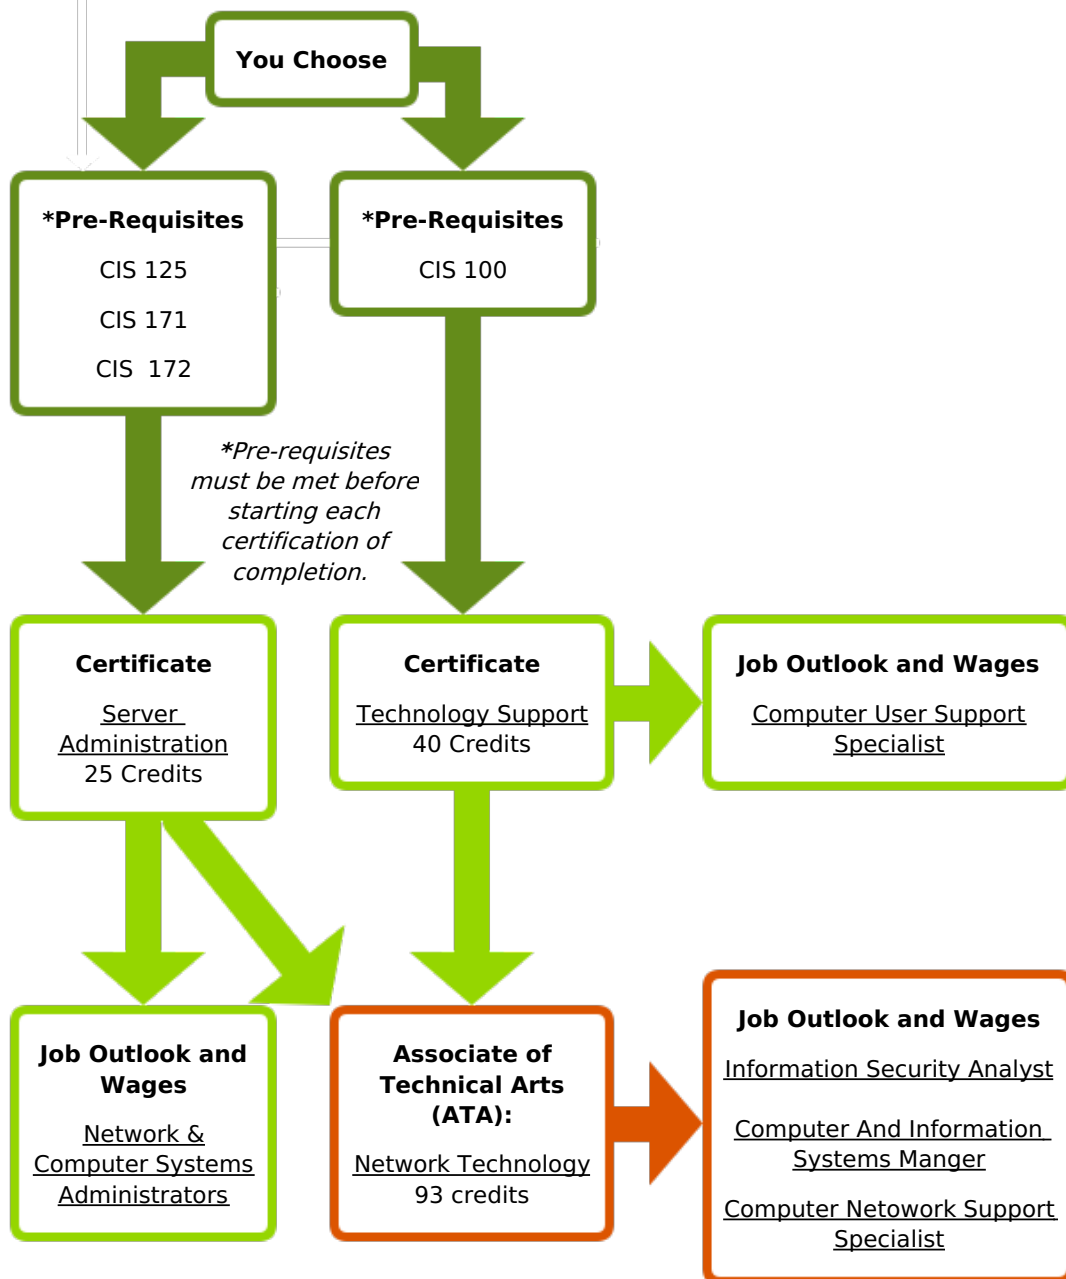 You Choose
*Pre-Requisites
CIS 125
CIS 171
CIS  172
*Pre-Requisites
CIS 100
*Pre-requisites
must be met before
starting each
certification of
completion.
Certificate
Server
Administration
25 Credits
Certificate
Technology Support
40 Credits
Job Outlook and Wages
Computer User Support
Specialist
Job Outlook and
Wages
Network &
Computer Systems
Administrators
Associate of
Technical Arts
(ATA):
Network Technology
93 credits
Job Outlook and Wages
Information Security Analyst
Computer And Information
Systems Manger
Computer Netowork Support
Specialist